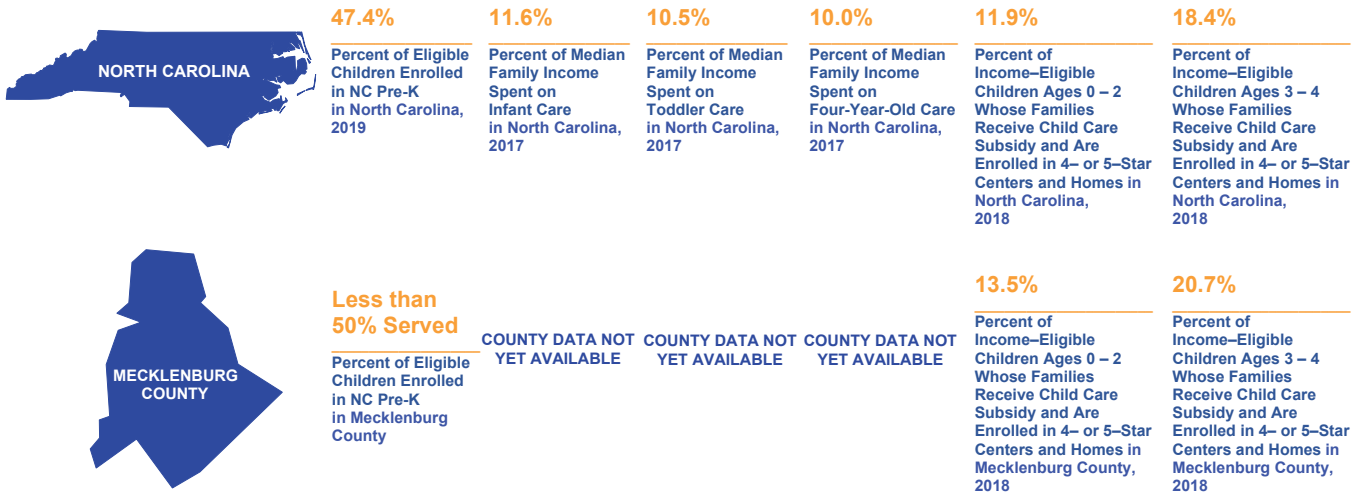 NORTH CAROLINA
47.4%
Percent of Eligible
Children Enrolled
in NC Pre-K
in North Carolina,
2019
11.6%
Percent of Median
Family Income
Spent on
Infant Care
in North Carolina,
2017
10.5%
Percent of Median
Family Income
Spent on
Toddler Care
in North Carolina,
2017
10.0%
Percent of Median
Family Income
Spent on
Four-Year-Old Care
in North Carolina,
2017
11.9%
Percent of
Income–Eligible
Children Ages 0 – 2
Whose Families
Receive Child Care
Subsidy and Are
Enrolled in 4– or 5–Star
Centers and Homes in
North Carolina,
2018
18.4%
Percent of
Income–Eligible
Children Ages 3 – 4
Whose Families
Receive Child Care
Subsidy and Are
Enrolled in 4– or 5–Star
Centers and Homes in
North Carolina,
2018
MECKLENBURG
COUNTY
Less than
50% Served
Percent of Eligible
Children Enrolled
in NC Pre-K
in Mecklenburg
County
COUNTY DATA NOT
YET AVAILABLE
COUNTY DATA NOT
YET AVAILABLE
COUNTY DATA NOT
YET AVAILABLE
13.5%
Percent of
Income–Eligible
Children Ages 0 – 2
Whose Families
Receive Child Care
Subsidy and Are
Enrolled in 4– or 5–Star
Centers and Homes in
Mecklenburg County,
2018
20.7%
Percent of
Income–Eligible
Children Ages 3 – 4
Whose Families
Receive Child Care
Subsidy and Are
Enrolled in 4– or 5–Star
Centers and Homes in
Mecklenburg County,
2018